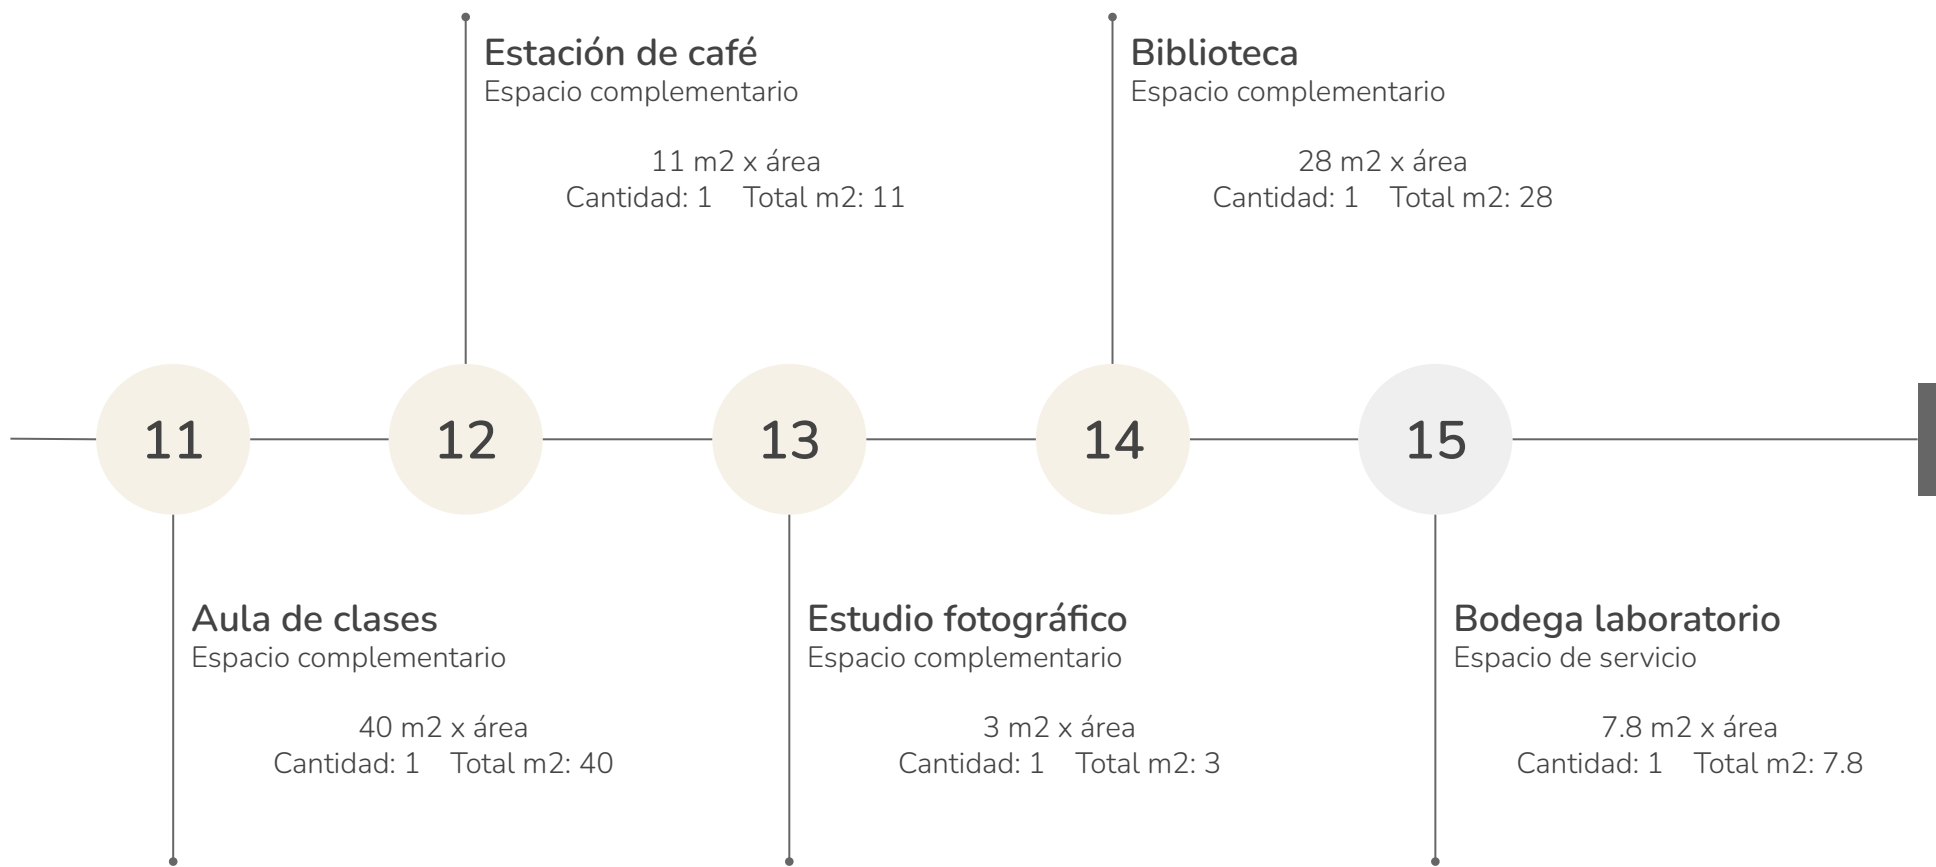 Estación de café
Espacio complementario
11 m2 x área
Cantidad: 1 Total m2: 11
Biblioteca
Espacio complementario
28 m2 x área
Cantidad: 1 Total m2: 28
11
12
13
14
15
Aula de clases
Espacio complementario
40 m2 x área
Cantidad: 1 Total m2: 40
Estudio fotográfico
Espacio complementario
3 m2 x área
Cantidad: 1 Total m2: 3
Bodega laboratorio
Espacio de servicio
7.8 m2 x área
Cantidad: 1 Total m2: 7.8